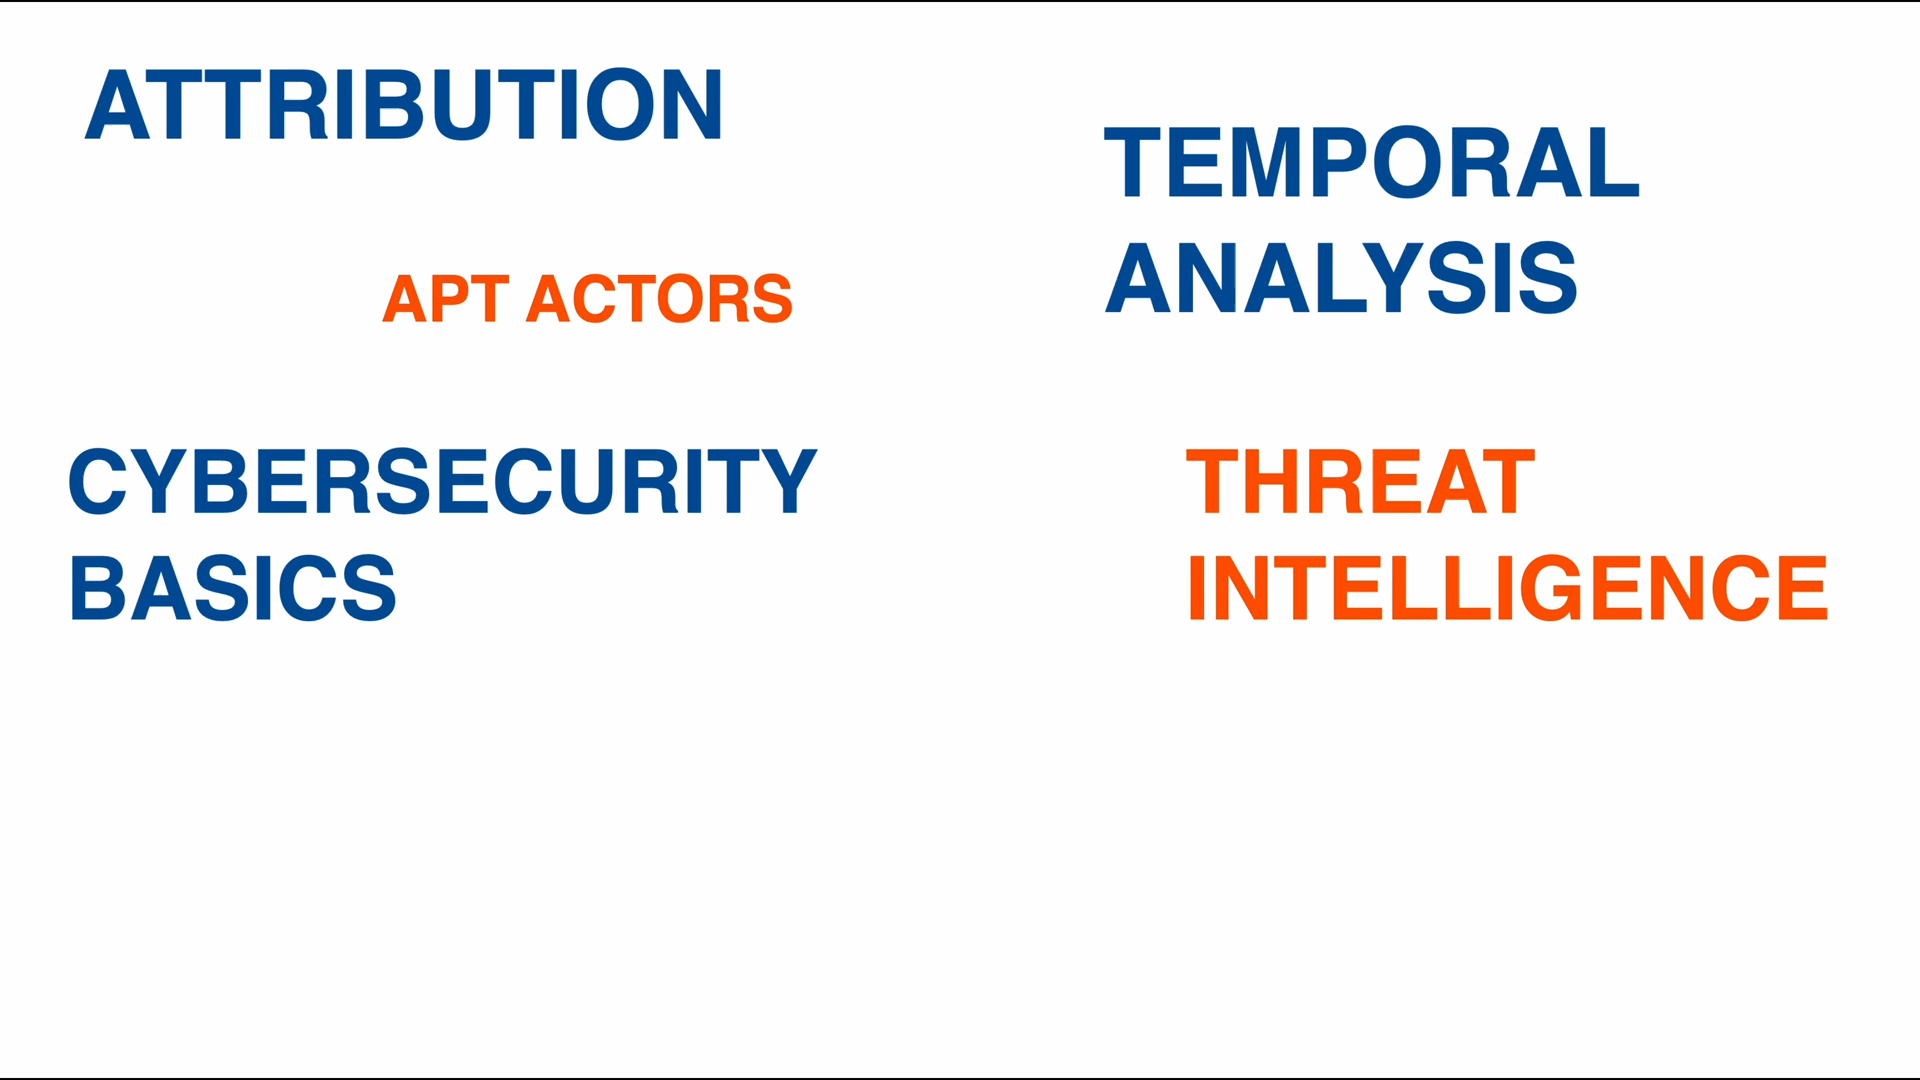 ATTRIBUTION
TEMPORAL
ANALYSIS
APT ACTORS
CYBERSECURITY
BASICS
THREAT
INTELLIGENCE